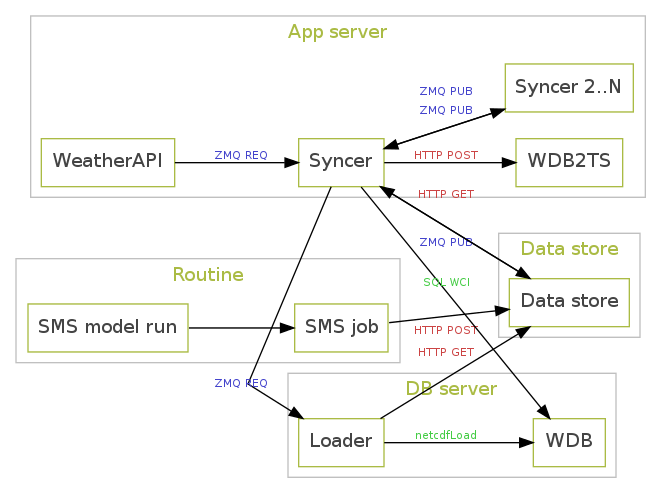 App server
ZMQ PUB
Syncer 2..N
ZMQ PUB
WeatherAPI
ZMQ REQ
Syncer
HTTP POST
WDB2TS
HTTP GET
ZMQ PUB
Data store
Routine
SQL WCI
Data store
SMS model run
SMS job
HTTP POST
HTTP GET
ZMQ REQ
DB server
Loader
netcdfLoad
WDB